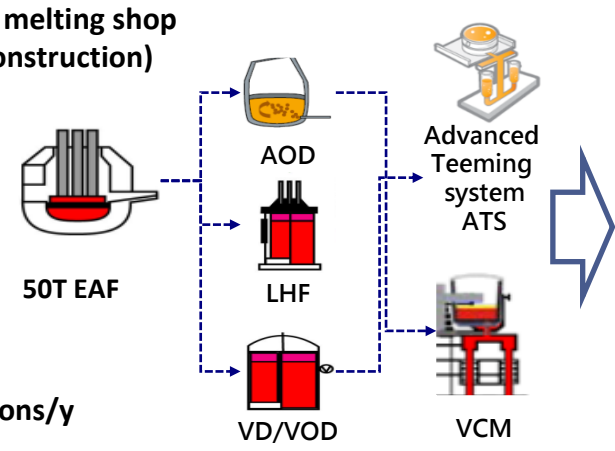 melting shop
onstruction)
AOD
Advanced
Teeming
system
ATS
50T EAF
LHF
ons/y
VD/VOD
VCM